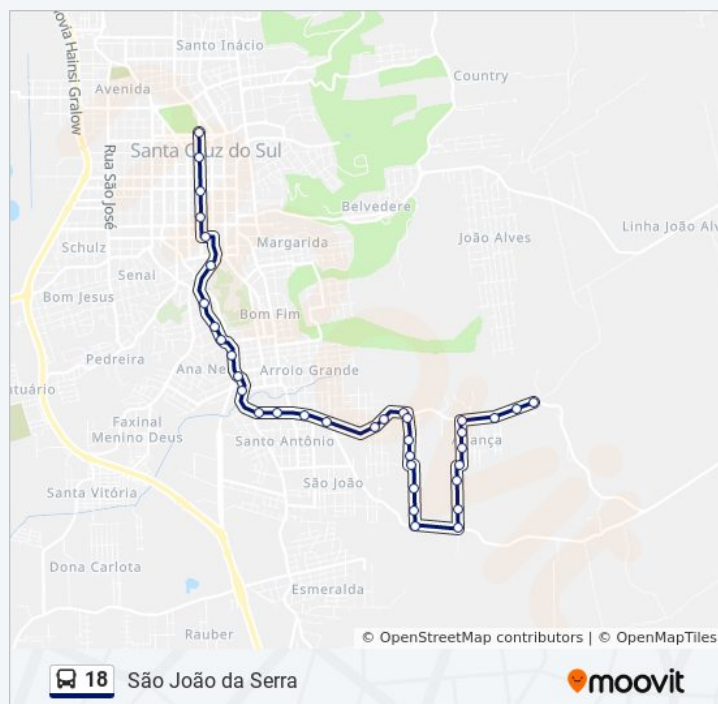 Santo Inácio
Country
Avenida
Rodovia Hainsi Gralow
Santa Cruz do Sul
Rua São José
Belvedere
Linha João Alv
Schulz
Margarida
João Alves
Senai
Bom Jesus
Bom Fim
Pedreira
Ana Ne
Arroio Grande
tuário
Faxinal
Menino Deus
Santo Antônio
Aliança
Santa Vitória
São João
Dona Carlota
Esmeralda
Rauber
© OpenStreetMap contributors | © OpenMapTiles
18 São João da Serra
moovit